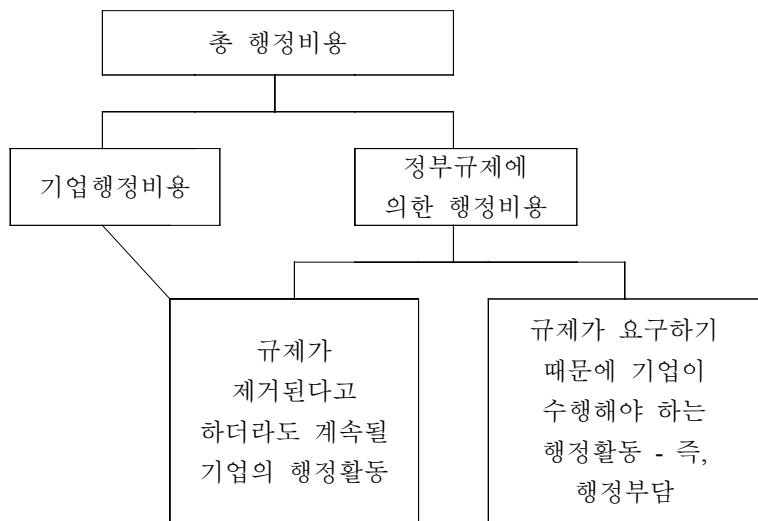 총 행정비용
기업행정비용
정부규제에
의한 행정비용
규제가
제거된다고
하더라도 계속될
기업의 행정활동
규제가 요구하기
때문에 기업이
수행해야 하는
행정활동 - 즉,
행정부담